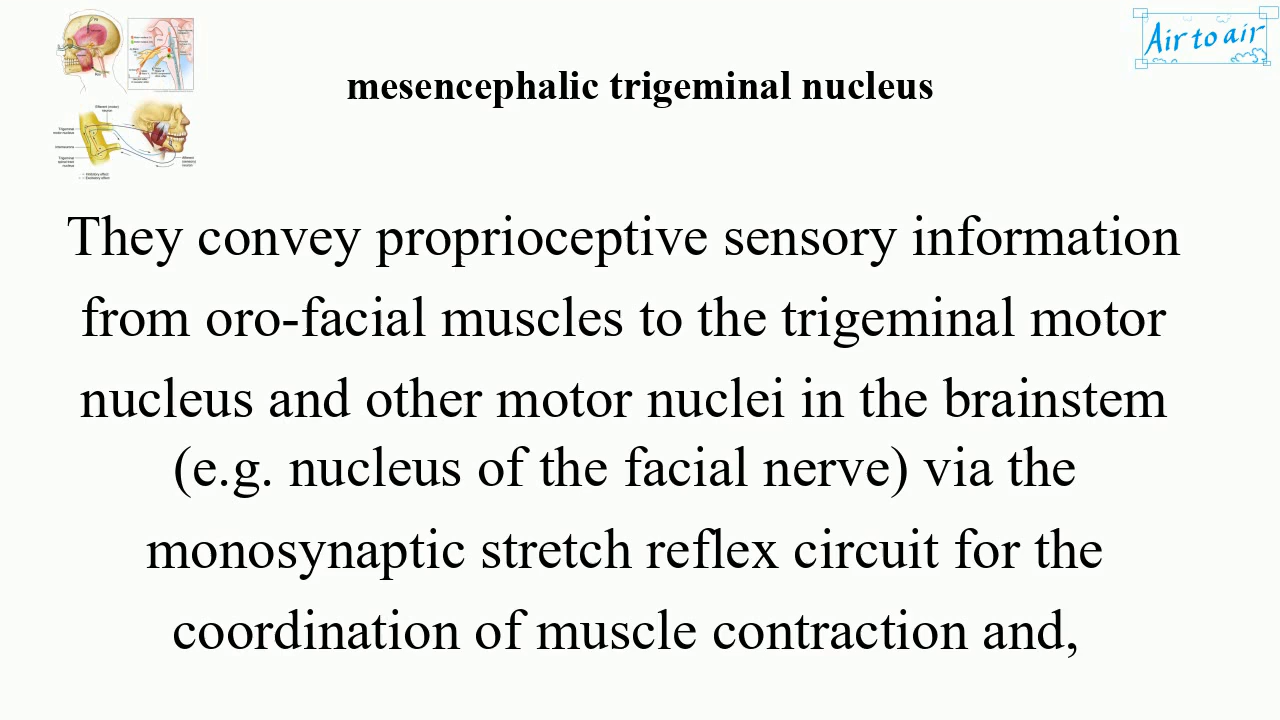 Air to air
mesencephalic trigeminal nucleus
They convey proprioceptive sensory information
from oro-facial muscles to the trigeminal motor
nucleus and other motor nuclei in the brainstem
(e.g. nucleus of the facial nerve) via the
monosynaptic stretch reflex circuit for the
coordination of muscle contraction and,